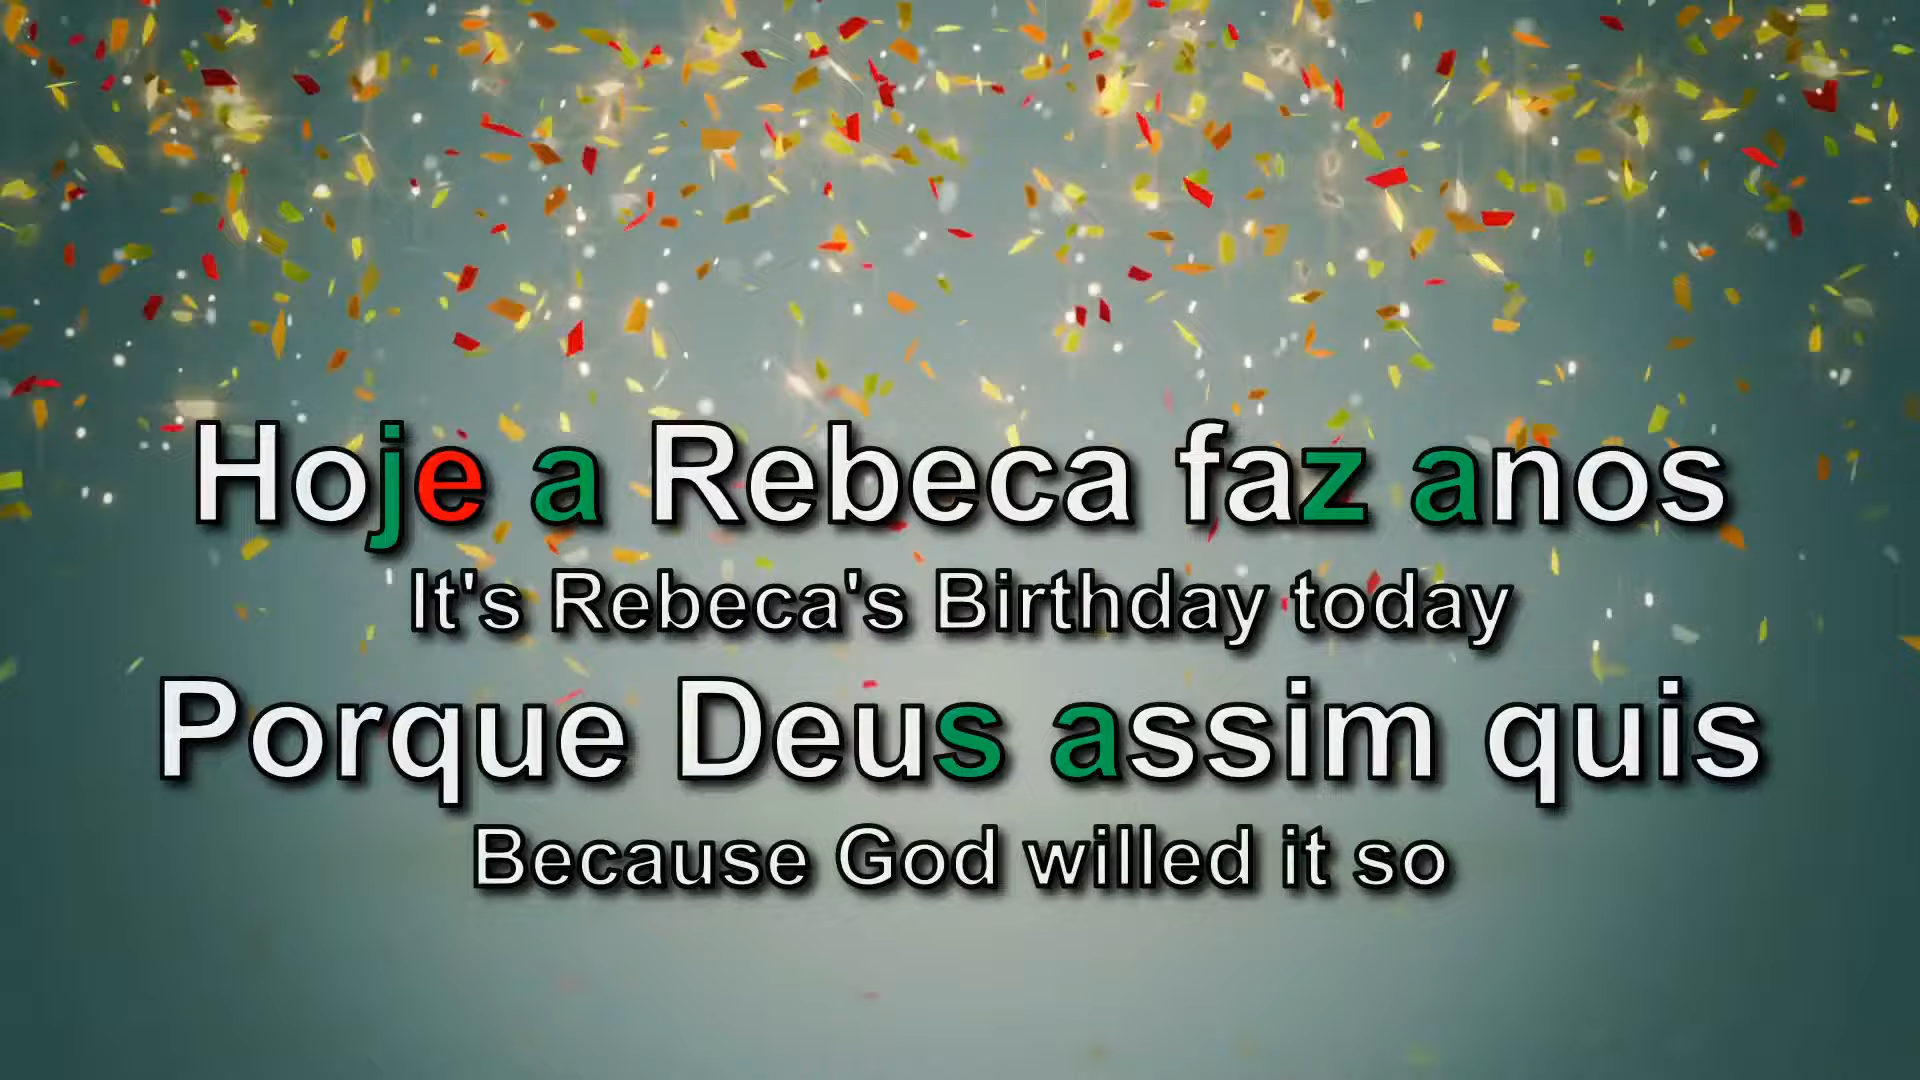 Hoje a Rebeca faz anos
It's Rebeca's Birthday today
Porque Deus assim quis
Because God willed it so